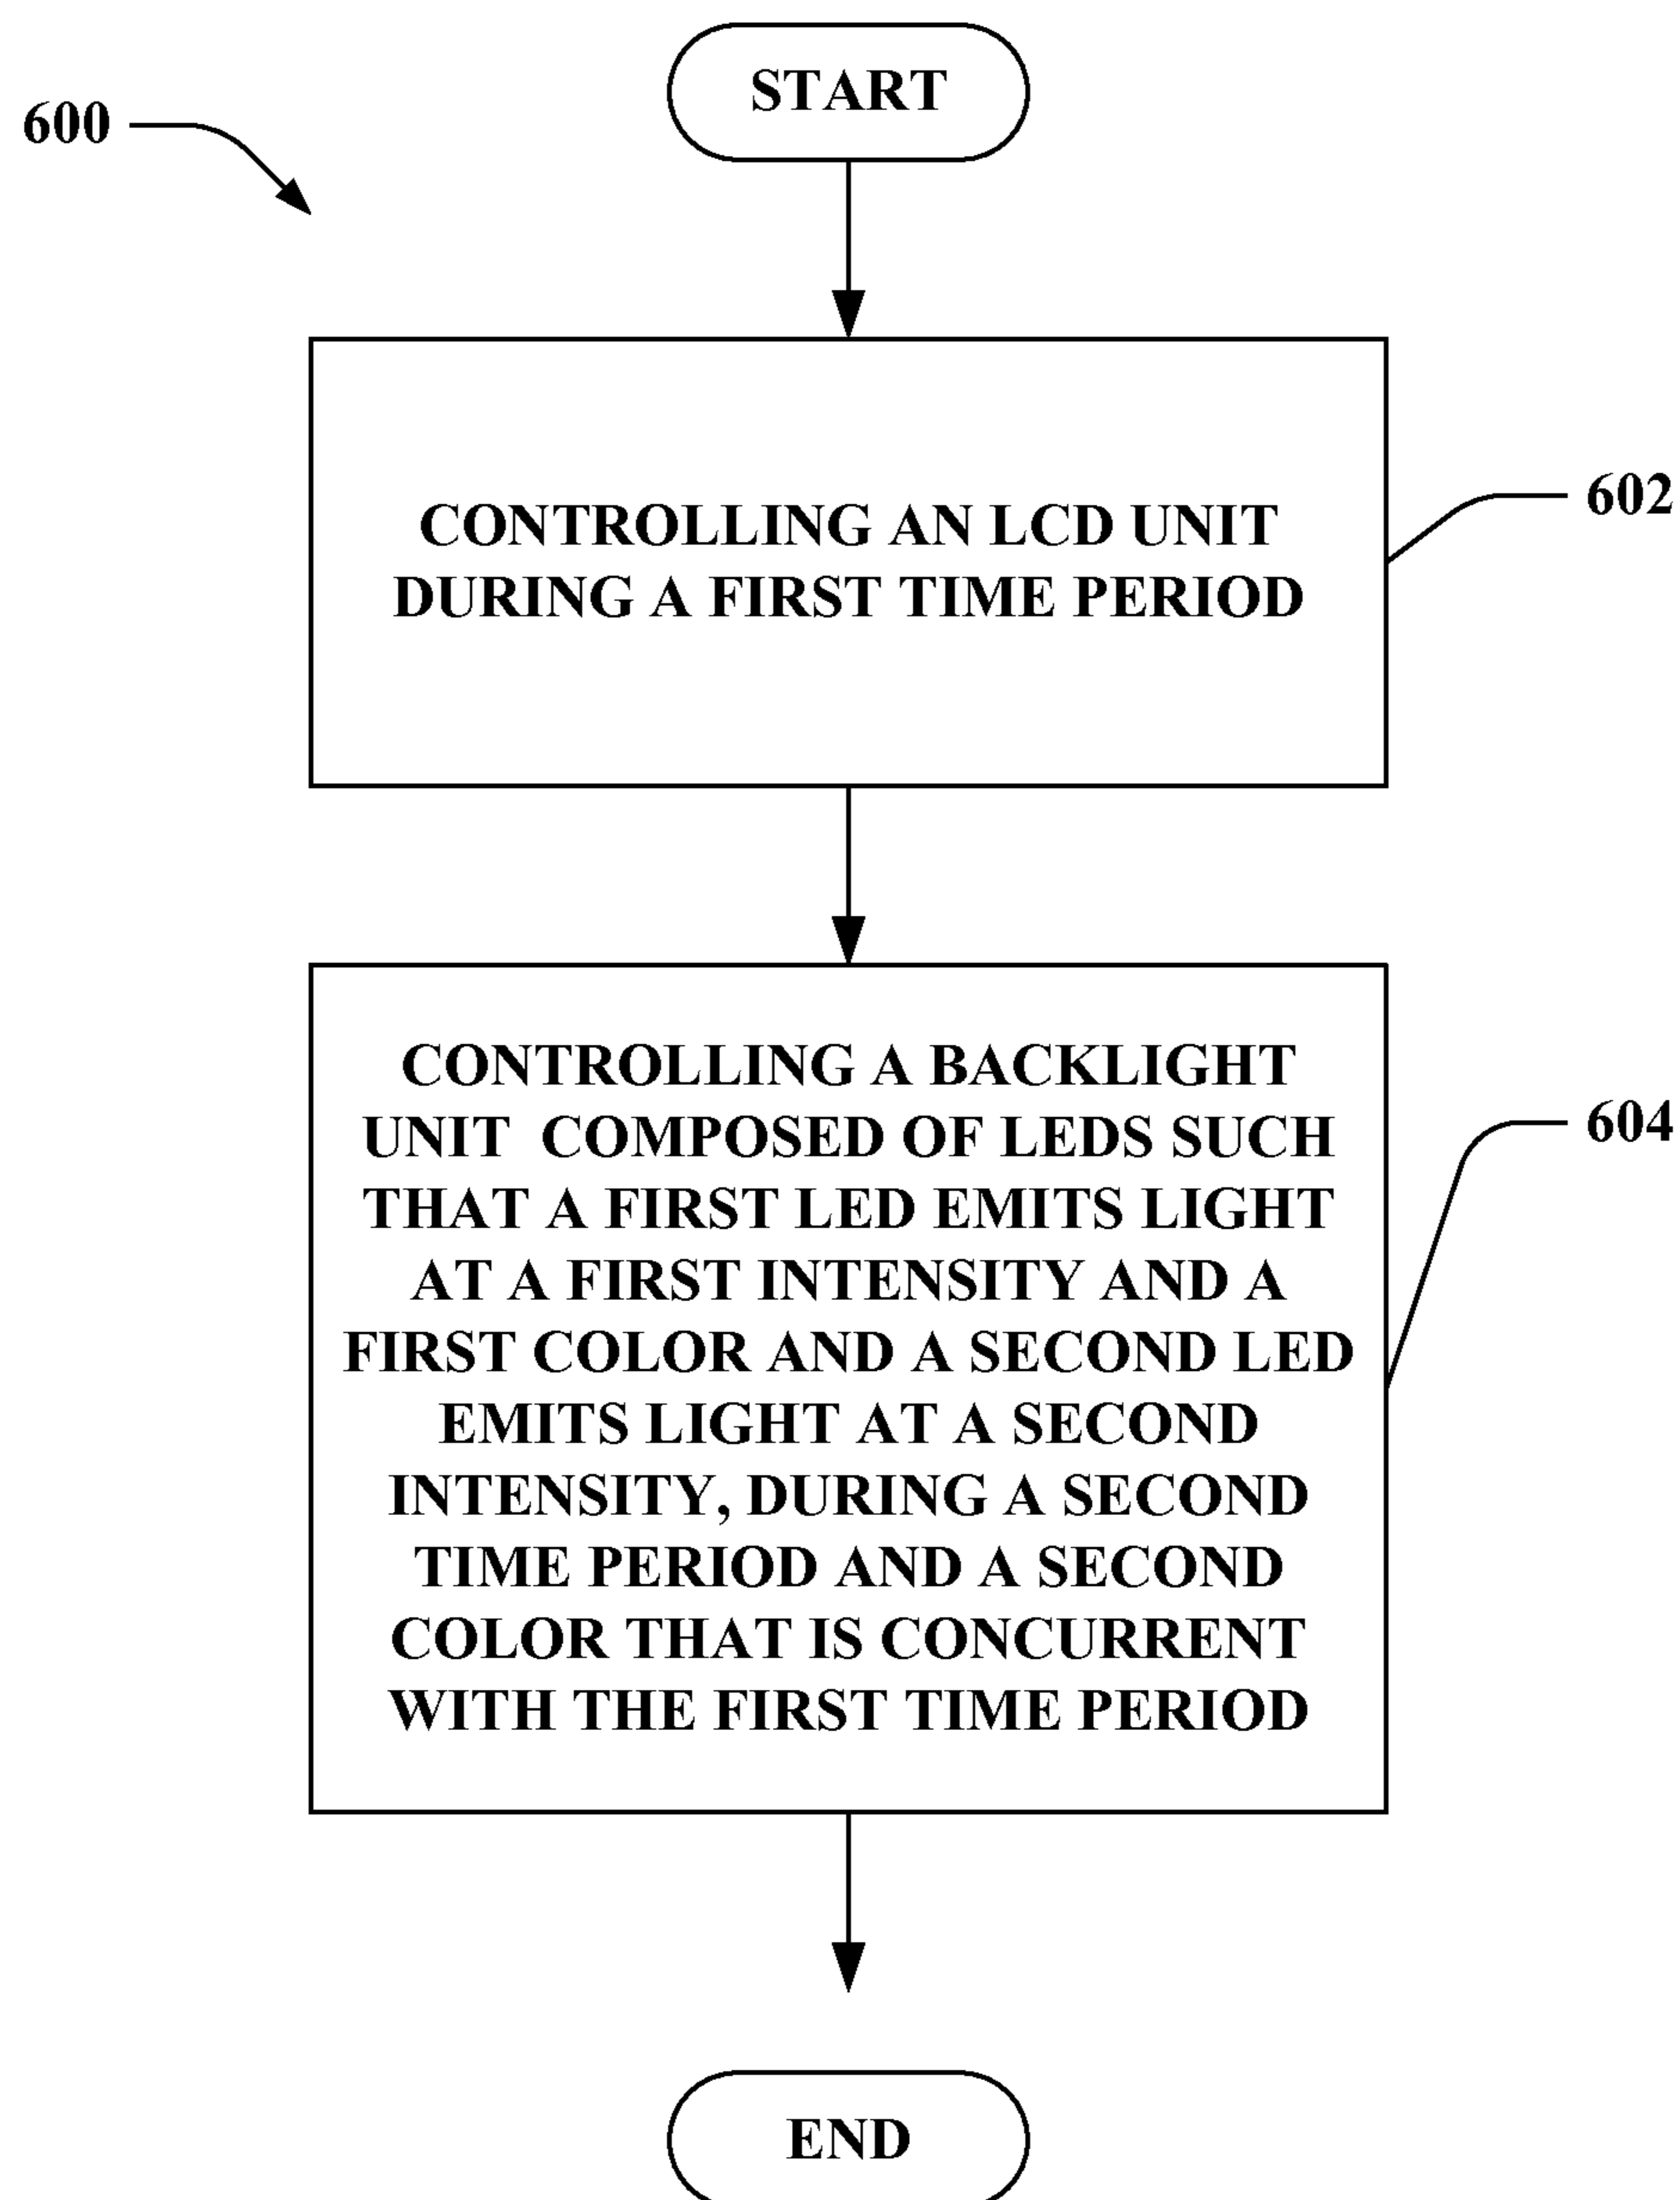 START
600
CONTROLLING AN LCD UNIT
DURING A FIRST TIME PERIOD
602
CONTROLLING A BACKLIGHT
UNIT COMPOSED OF LEDS SUCH
THAT A FIRST LED EMITS LIGHT
AT A FIRST INTENSITY AND A
FIRST COLOR AND A SECOND LED
EMITS LIGHT AT A SECOND
INTENSITY, DURING A SECOND
TIME PERIOD AND A SECOND
COLOR THAT IS CONCURRENT
WITH THE FIRST TIME PERIOD
604
END